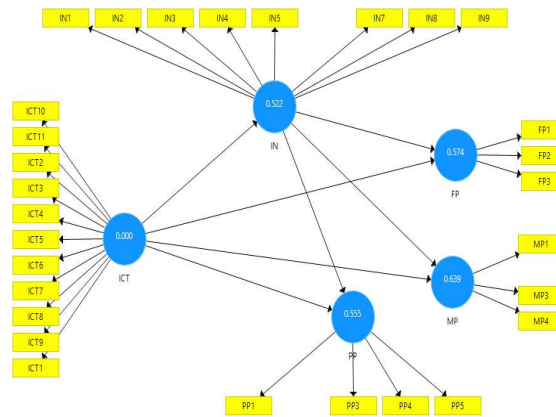 IN1 IN2 IN3 IN4 IN5 IN7 IN8 IN9
0.522
IN
ICT10
ICT11
ICT2
ICT3
ICT4
ICT5
ICT6
ICT7
ICT8
ICT9
ICT1
0.000
ICT
0.574
FP
FP1
FP2
FP3
0.639
MP
MP1
MP3
MP4
0.555
PP
PP1 PP3 PP4 PP5